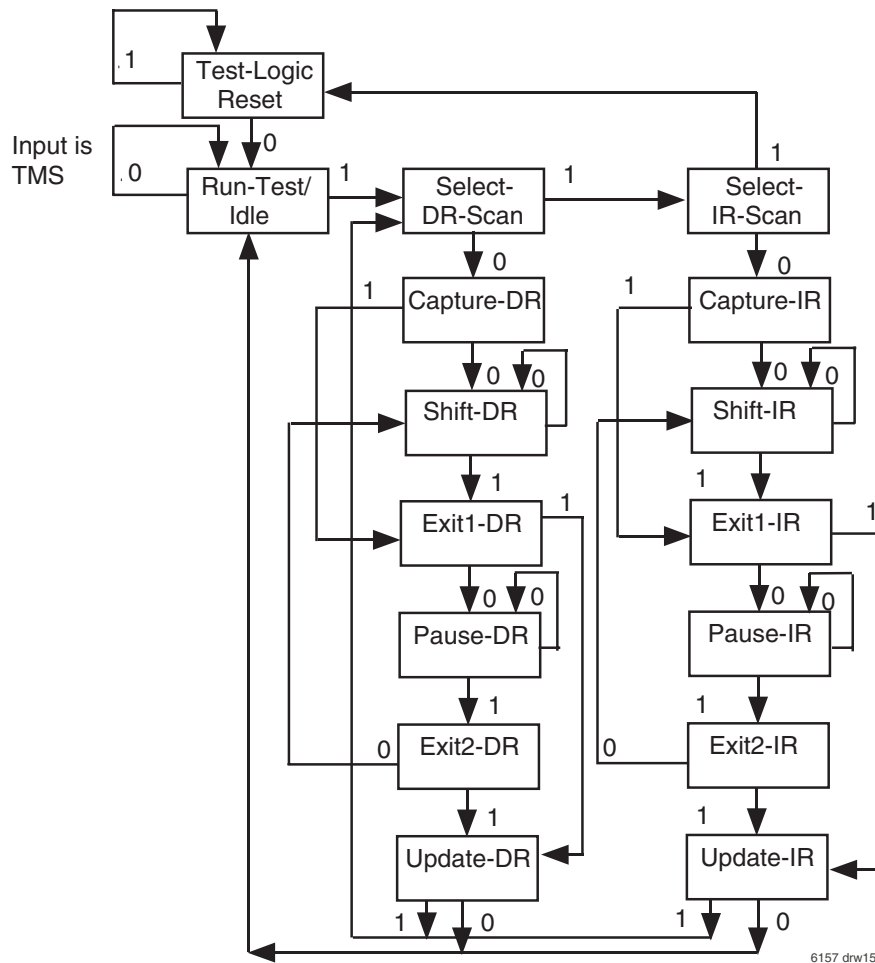 .1
Test-Logic
Reset
0
1
Input is
TMS
.0
Run-Test/
Idle
1
Select-
DR-Scan
1
Select-
IR-Scan
0
0
1
Capture-DR
1
Capture-IR
0
0
0
0
Shift-DR
Shift-IR
1
1
Exit1-DR
1
Exit1-IR
1
0
0
0
0
Pause-DR
Pause-IR
1
1
0
Exit2-DR
0
Exit2-IR
1
1
Update-DR
Update-IR
1
0
1
0
6157 drw15